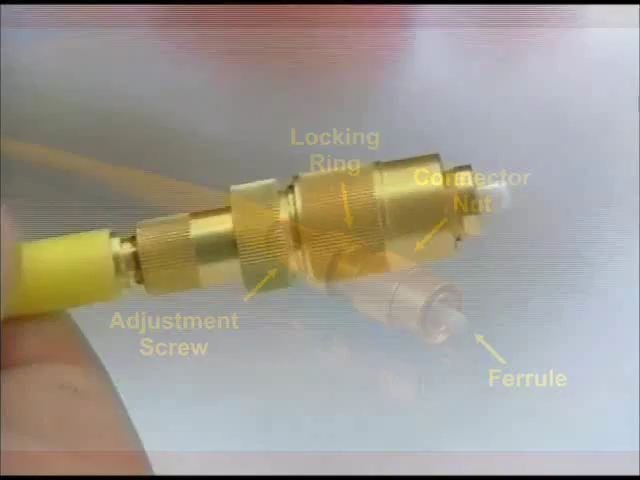 Locking
Ring
Connector
Nut
Adjustment
Screw
Ferrule